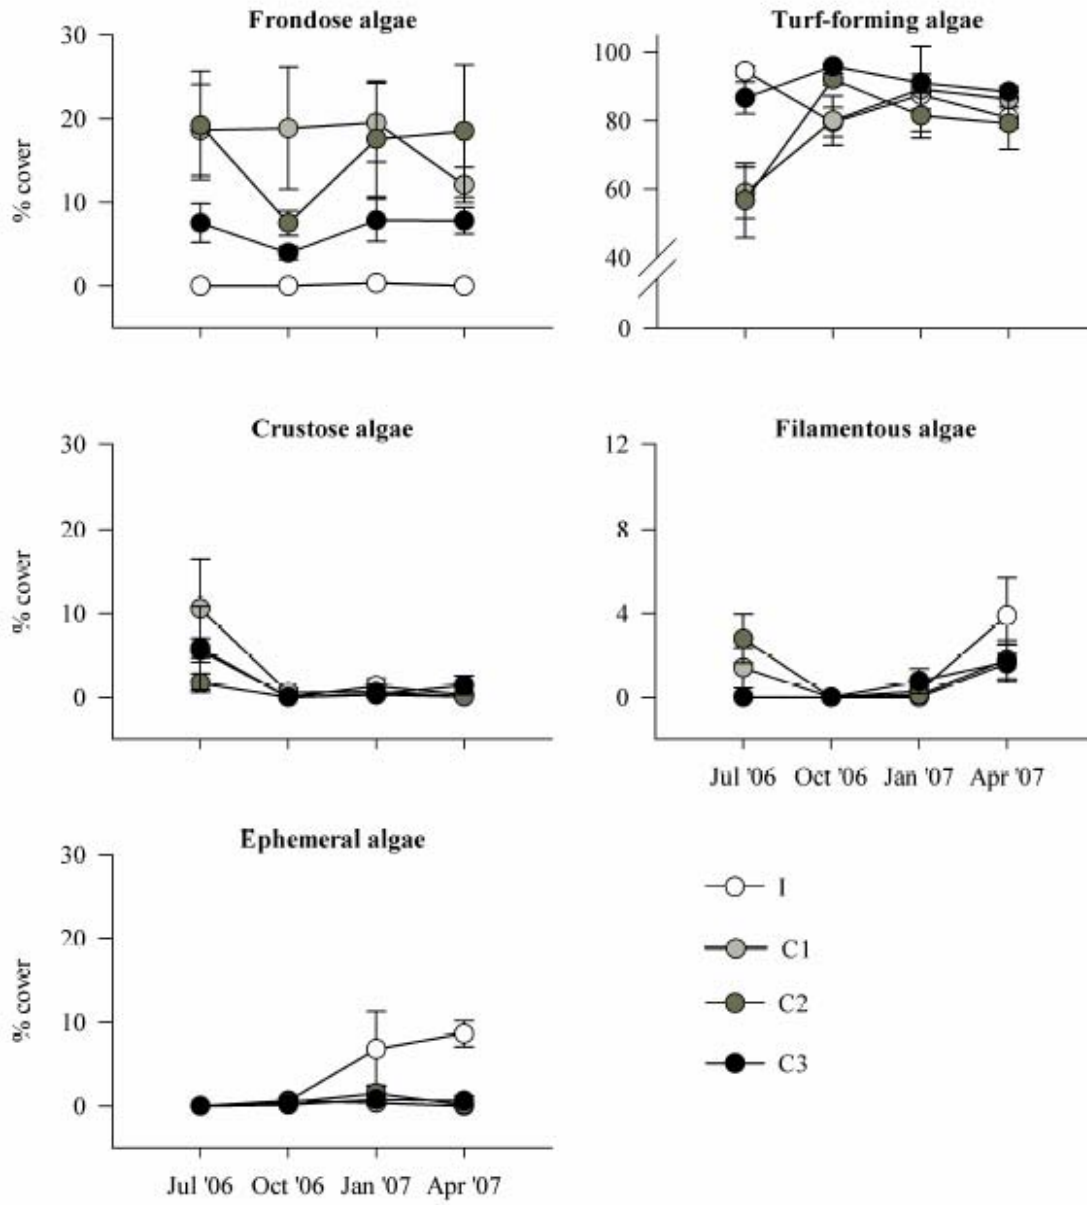 Frondose algae
30
20
10
0
% cover
Turf-forming algae
100
80
60
40
0
Crustose algae
30
20
10
0
% cover
Filamentous algae
12
8
4
0
Jul '06 Oct '06 Jan '07 Apr '07
Ephemeral algae
30
20
10
0
% cover
Jul '06 Oct '06 Jan '07 Apr '07
I
C1
C2
C3